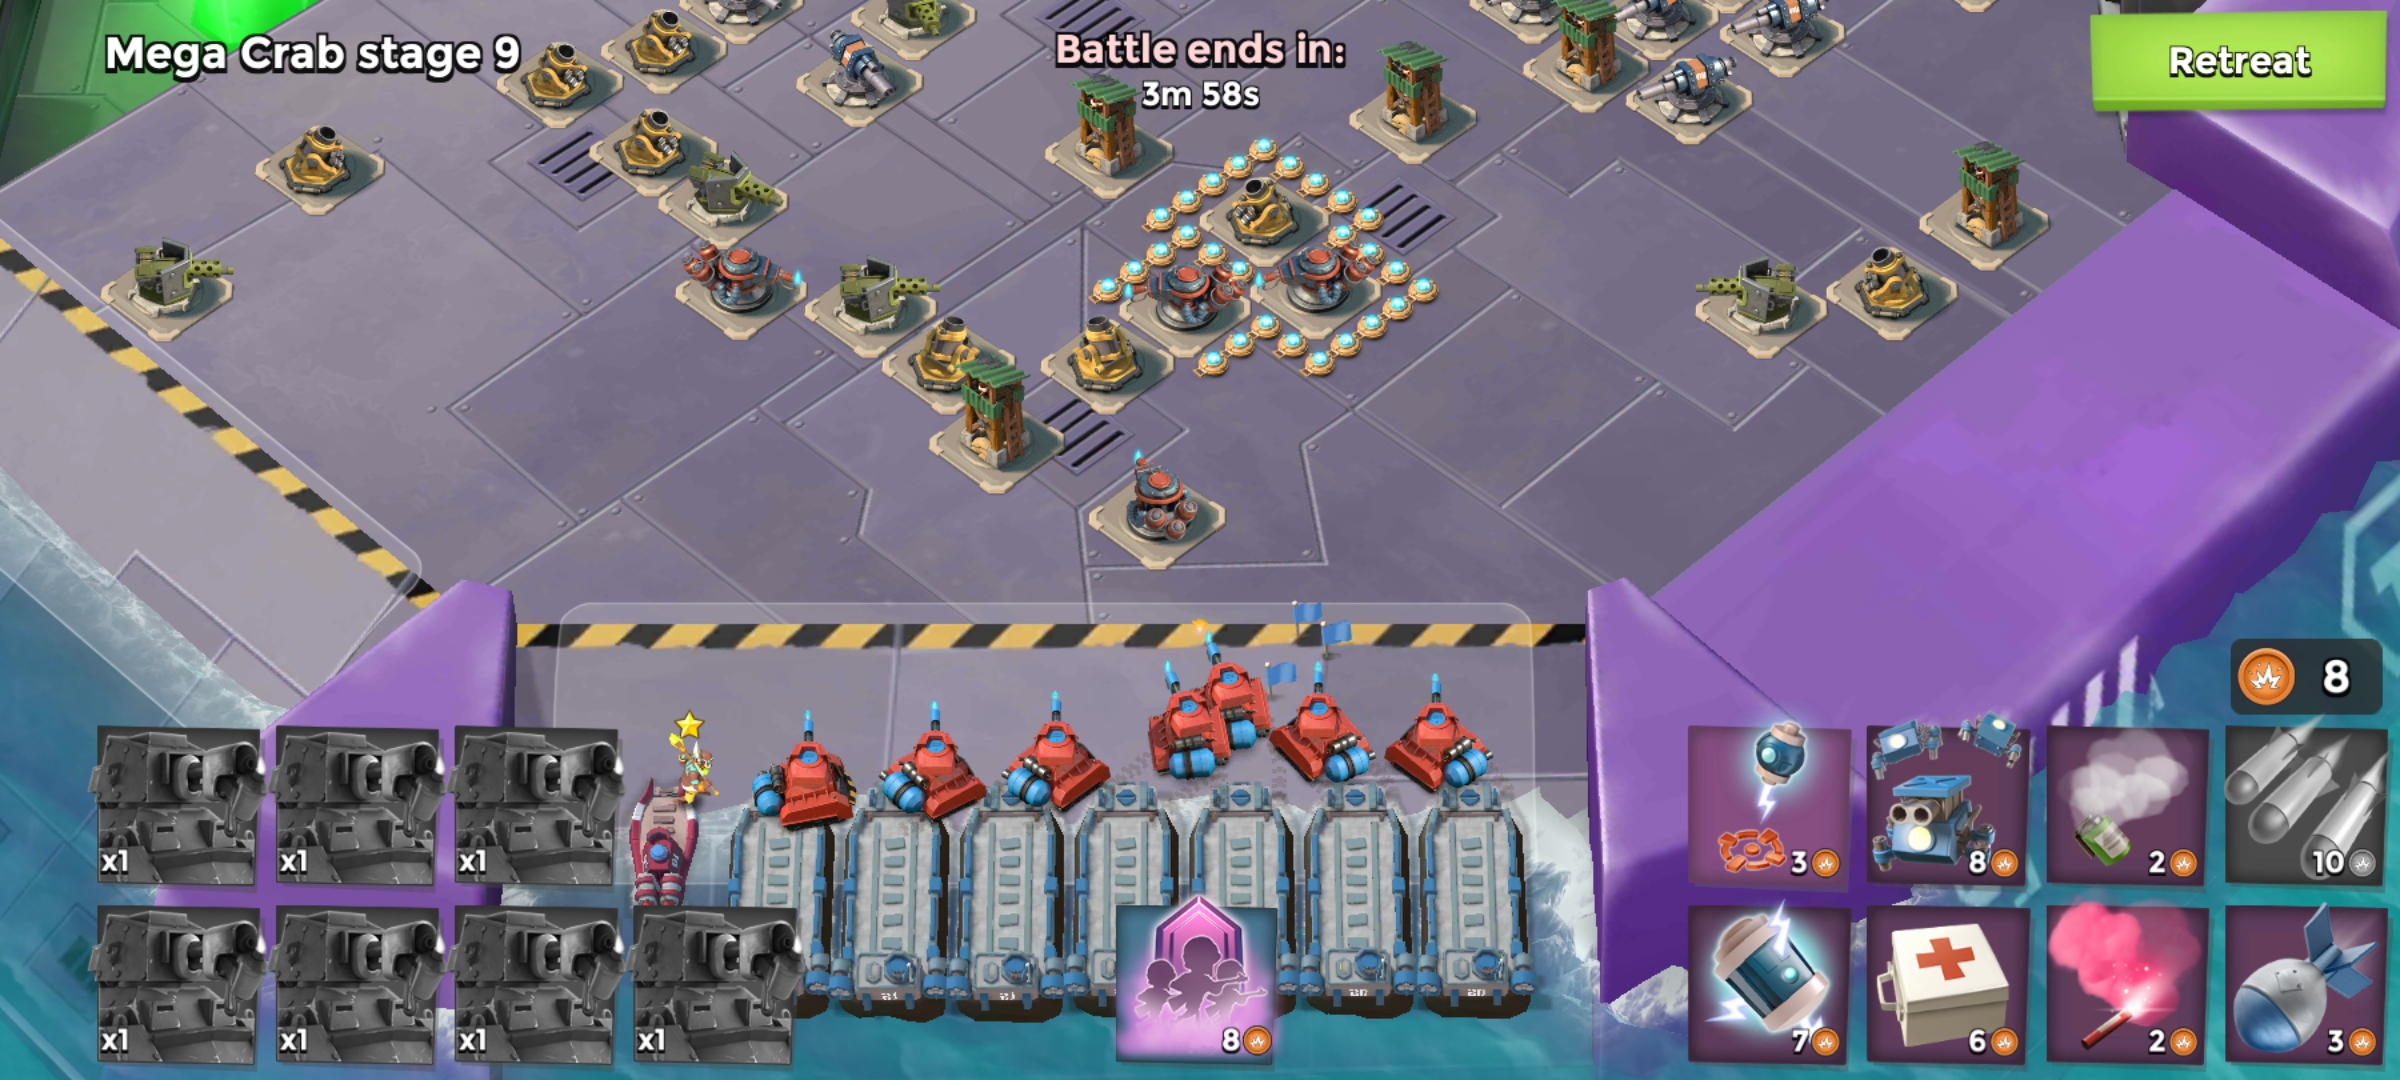 Mega Crab stage 9
Battle ends in:
3m 58s
Retreat
8
x1
x1
x1
3
8
2
10
x1
x1
x1
x1
8
7
6
2
3